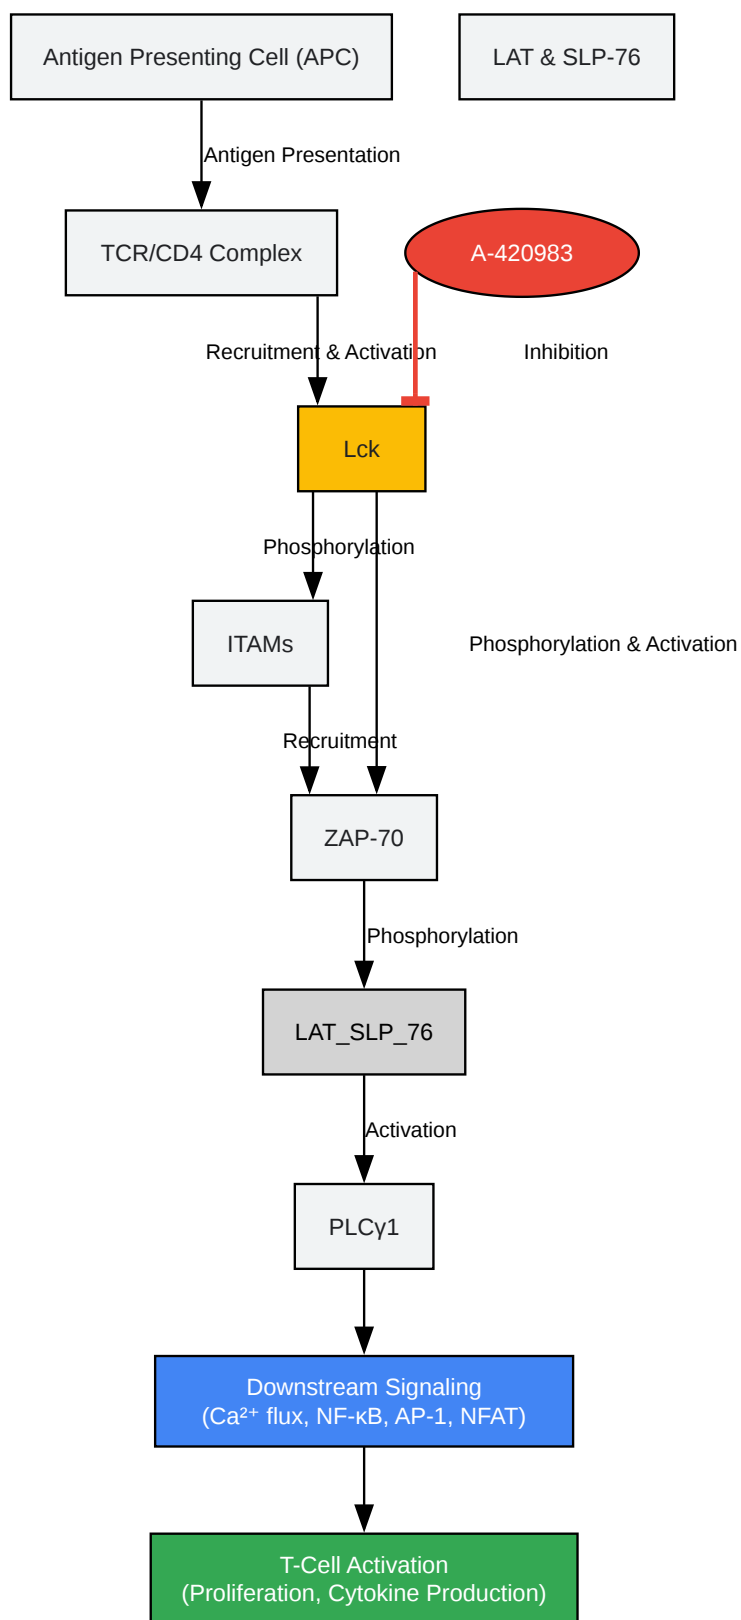 Antigen Presenting Cell (APC)
LAT & SLP-76
Antigen Presentation
TCR/CD4 Complex
A-420983
Recruitment & Activation
Inhibition
Lck
Phosphorylation
ITAMs
Phosphorylation & Activation
Recruitment
ZAP-70
Phosphorylation
LAT_SLP_76
Activation
PLCγ1
Downstream Signaling
(Ca²⁺ flux, NF-κB, AP-1, NFAT)
T-Cell Activation
(Proliferation, Cytokine Production)